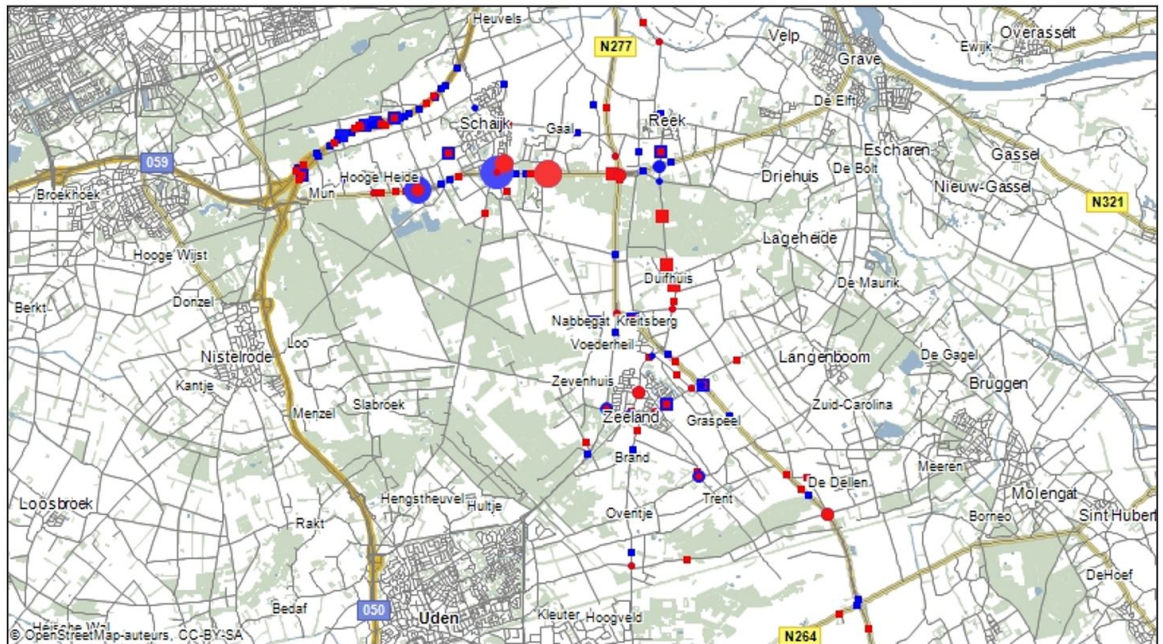 Heuvels
N277
Velp
Overasselt
Ewijk
Grave
De Elft
Schaijk
Gaal
Reek
Escharen
Gassel
059
Hooge Heide
Driehuis
De Bolt
Broekhoek
Mun
Nieuw-Gassel
N321
Lageheide
Hooge Wijst
Duifhuis
De Maurik
Donzel
Berkt
Nabbegat
Kreitsberg
Loo
Voederheil
Nistelrode
Langenboom
De Gagel
Kantje
Zevenhuis
Bruggen
Slabroek
Zuid-Carolina
Menzel
Zeeland
Graspeel
Brand
Meeren
De Dellen
Loosbroek
Hengstheuvel
Hultje
Trent
Molengat
Oventje
Borneo
Sint Hubert
Rakt
DeHoef
Bedaf
050
Uden
Kleuter
Hoogveld
N264
© OpenStreetMap-auteurs, CC-BY-SA